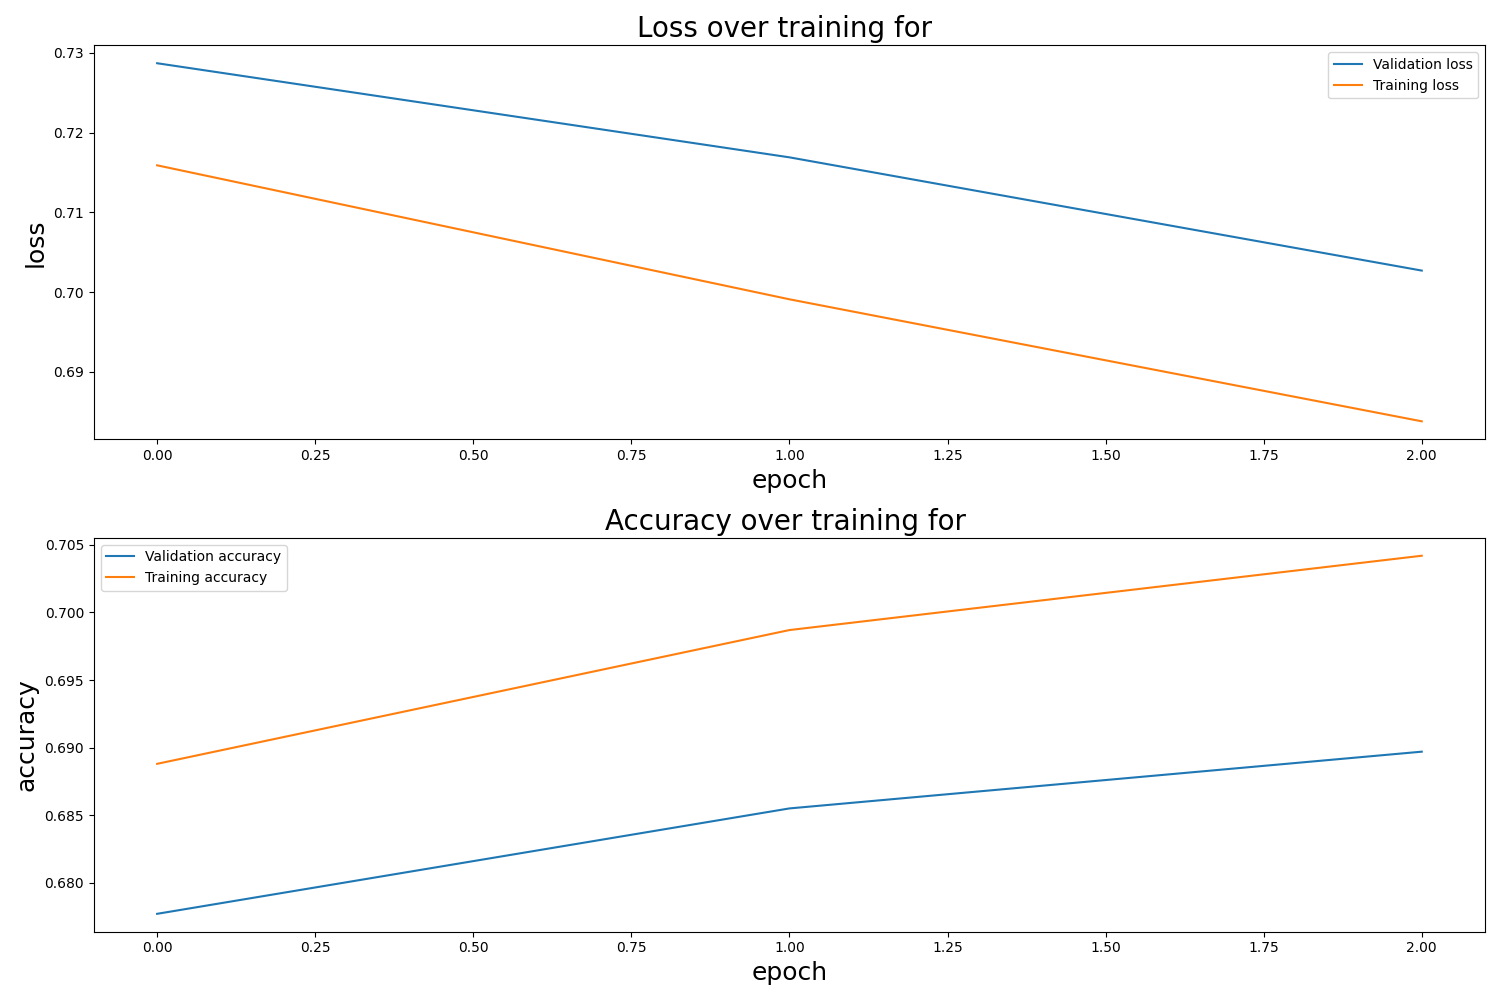 Loss over training for
0.73
0.72
0.71
0.70
0.69
loss
Validation loss
Training loss
0.00 0.25 0.50 0.75 1.00 1.25 1.50 1.75 2.00
epoch
Accuracy over training for
0.705
0.700
0.695
0.690
0.685
0.680
accuracy
Validation accuracy
Training accuracy
0.00 0.25 0.50 0.75 1.00 1.25 1.50 1.75 2.00
epoch